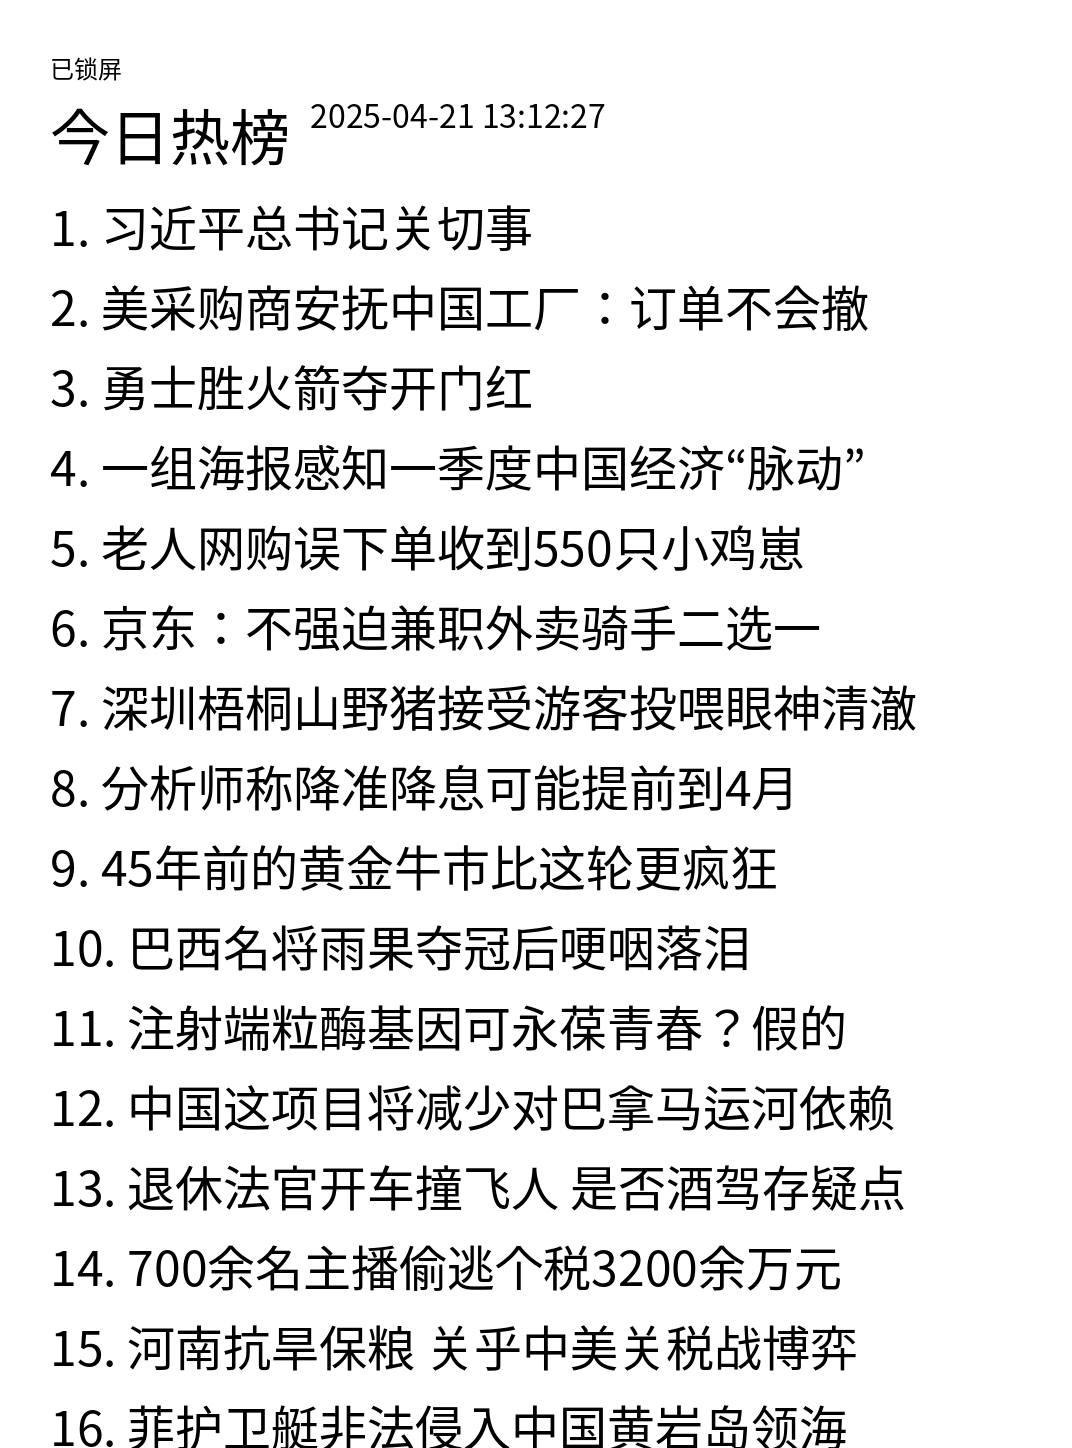 已锁屏
今日热榜 2025-04-21 13:12:27
1. 习近平总书记关切事
2. 美采购商安抚中国工厂：订单不会撤
3. 勇士胜火箭夺开门红
4. 一组海报感知一季度中国经济“脉动”
5. 老人网购误下单收到550只小鸡崽
6. 京东：不强迫兼职外卖骑手二选一
7. 深圳梧桐山野猪接受游客投喂眼神清澈
8. 分析师称降准降息可能提前到4月
9. 45年前的黄金牛市比这轮更疯狂
10. 巴西名将雨果夺冠后哽咽落泪
11. 注射端粒酶基因可永葆青春？假的
12. 中国这项目将减少对巴拿马运河依赖
13. 退休法官开车撞飞人 是否酒驾存疑点
14. 700余名主播偷逃个税3200余万元
15. 河南抗旱保粮 关乎中美关税战博弈
16. 菲护卫艇非法侵入中国黄岩岛领海